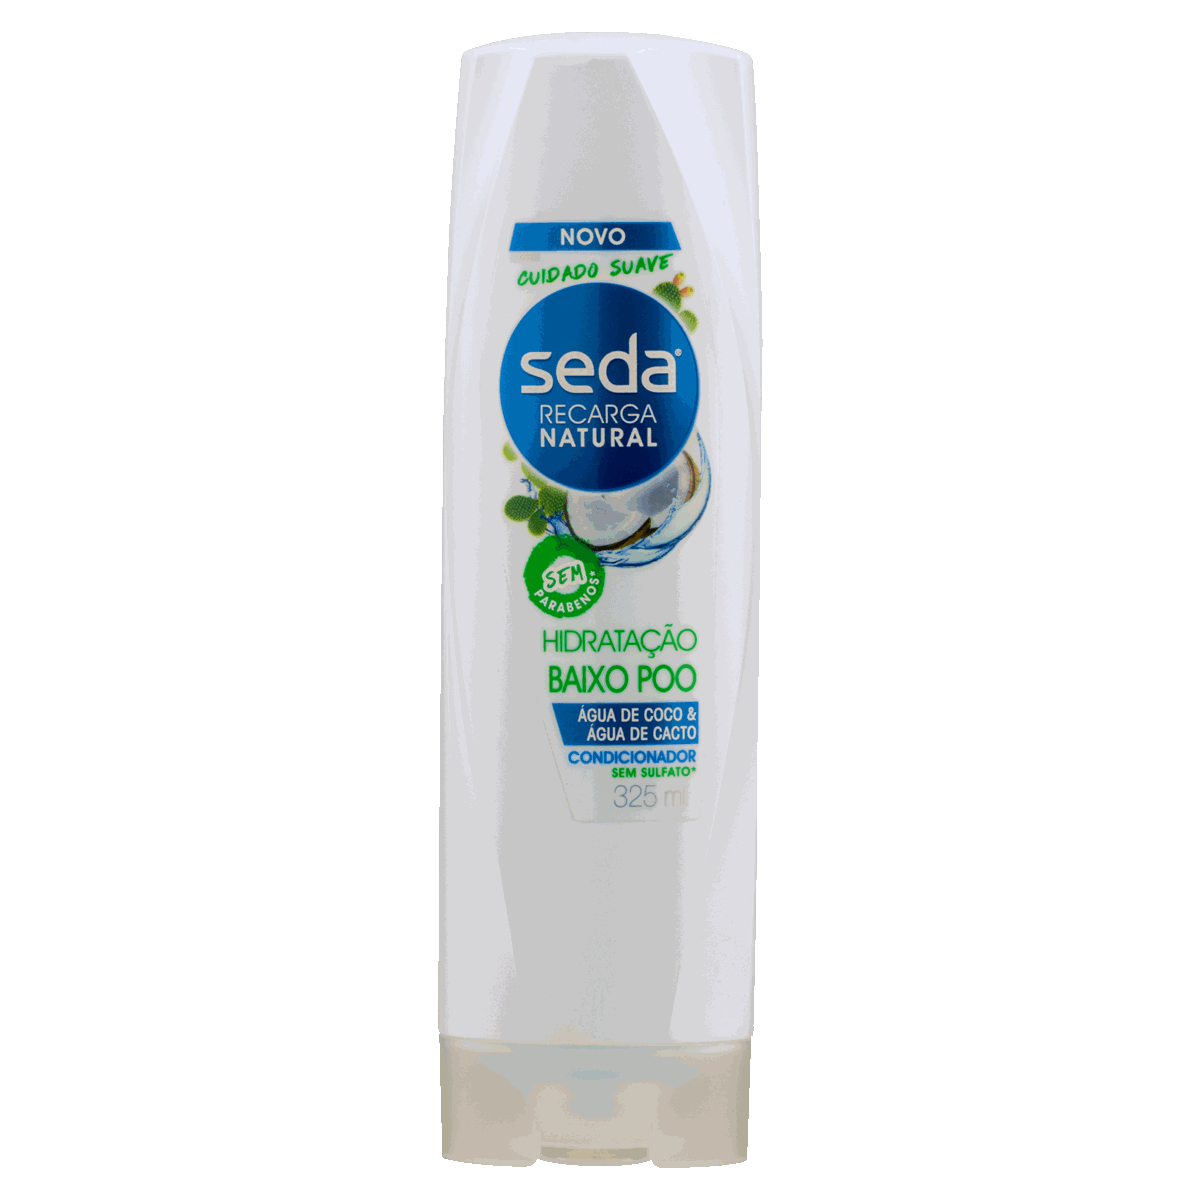 NOVO
CUIDADO SUAVE
seda®
RECARGA
NATURAL
SEM
PARABENOS*
HIDRATAÇÃO
BAIXO POO
ÁGUA DE COCO &
ÁGUA DE CACTO
CONDICIONADOR
SEM SULFATO*
325 ml